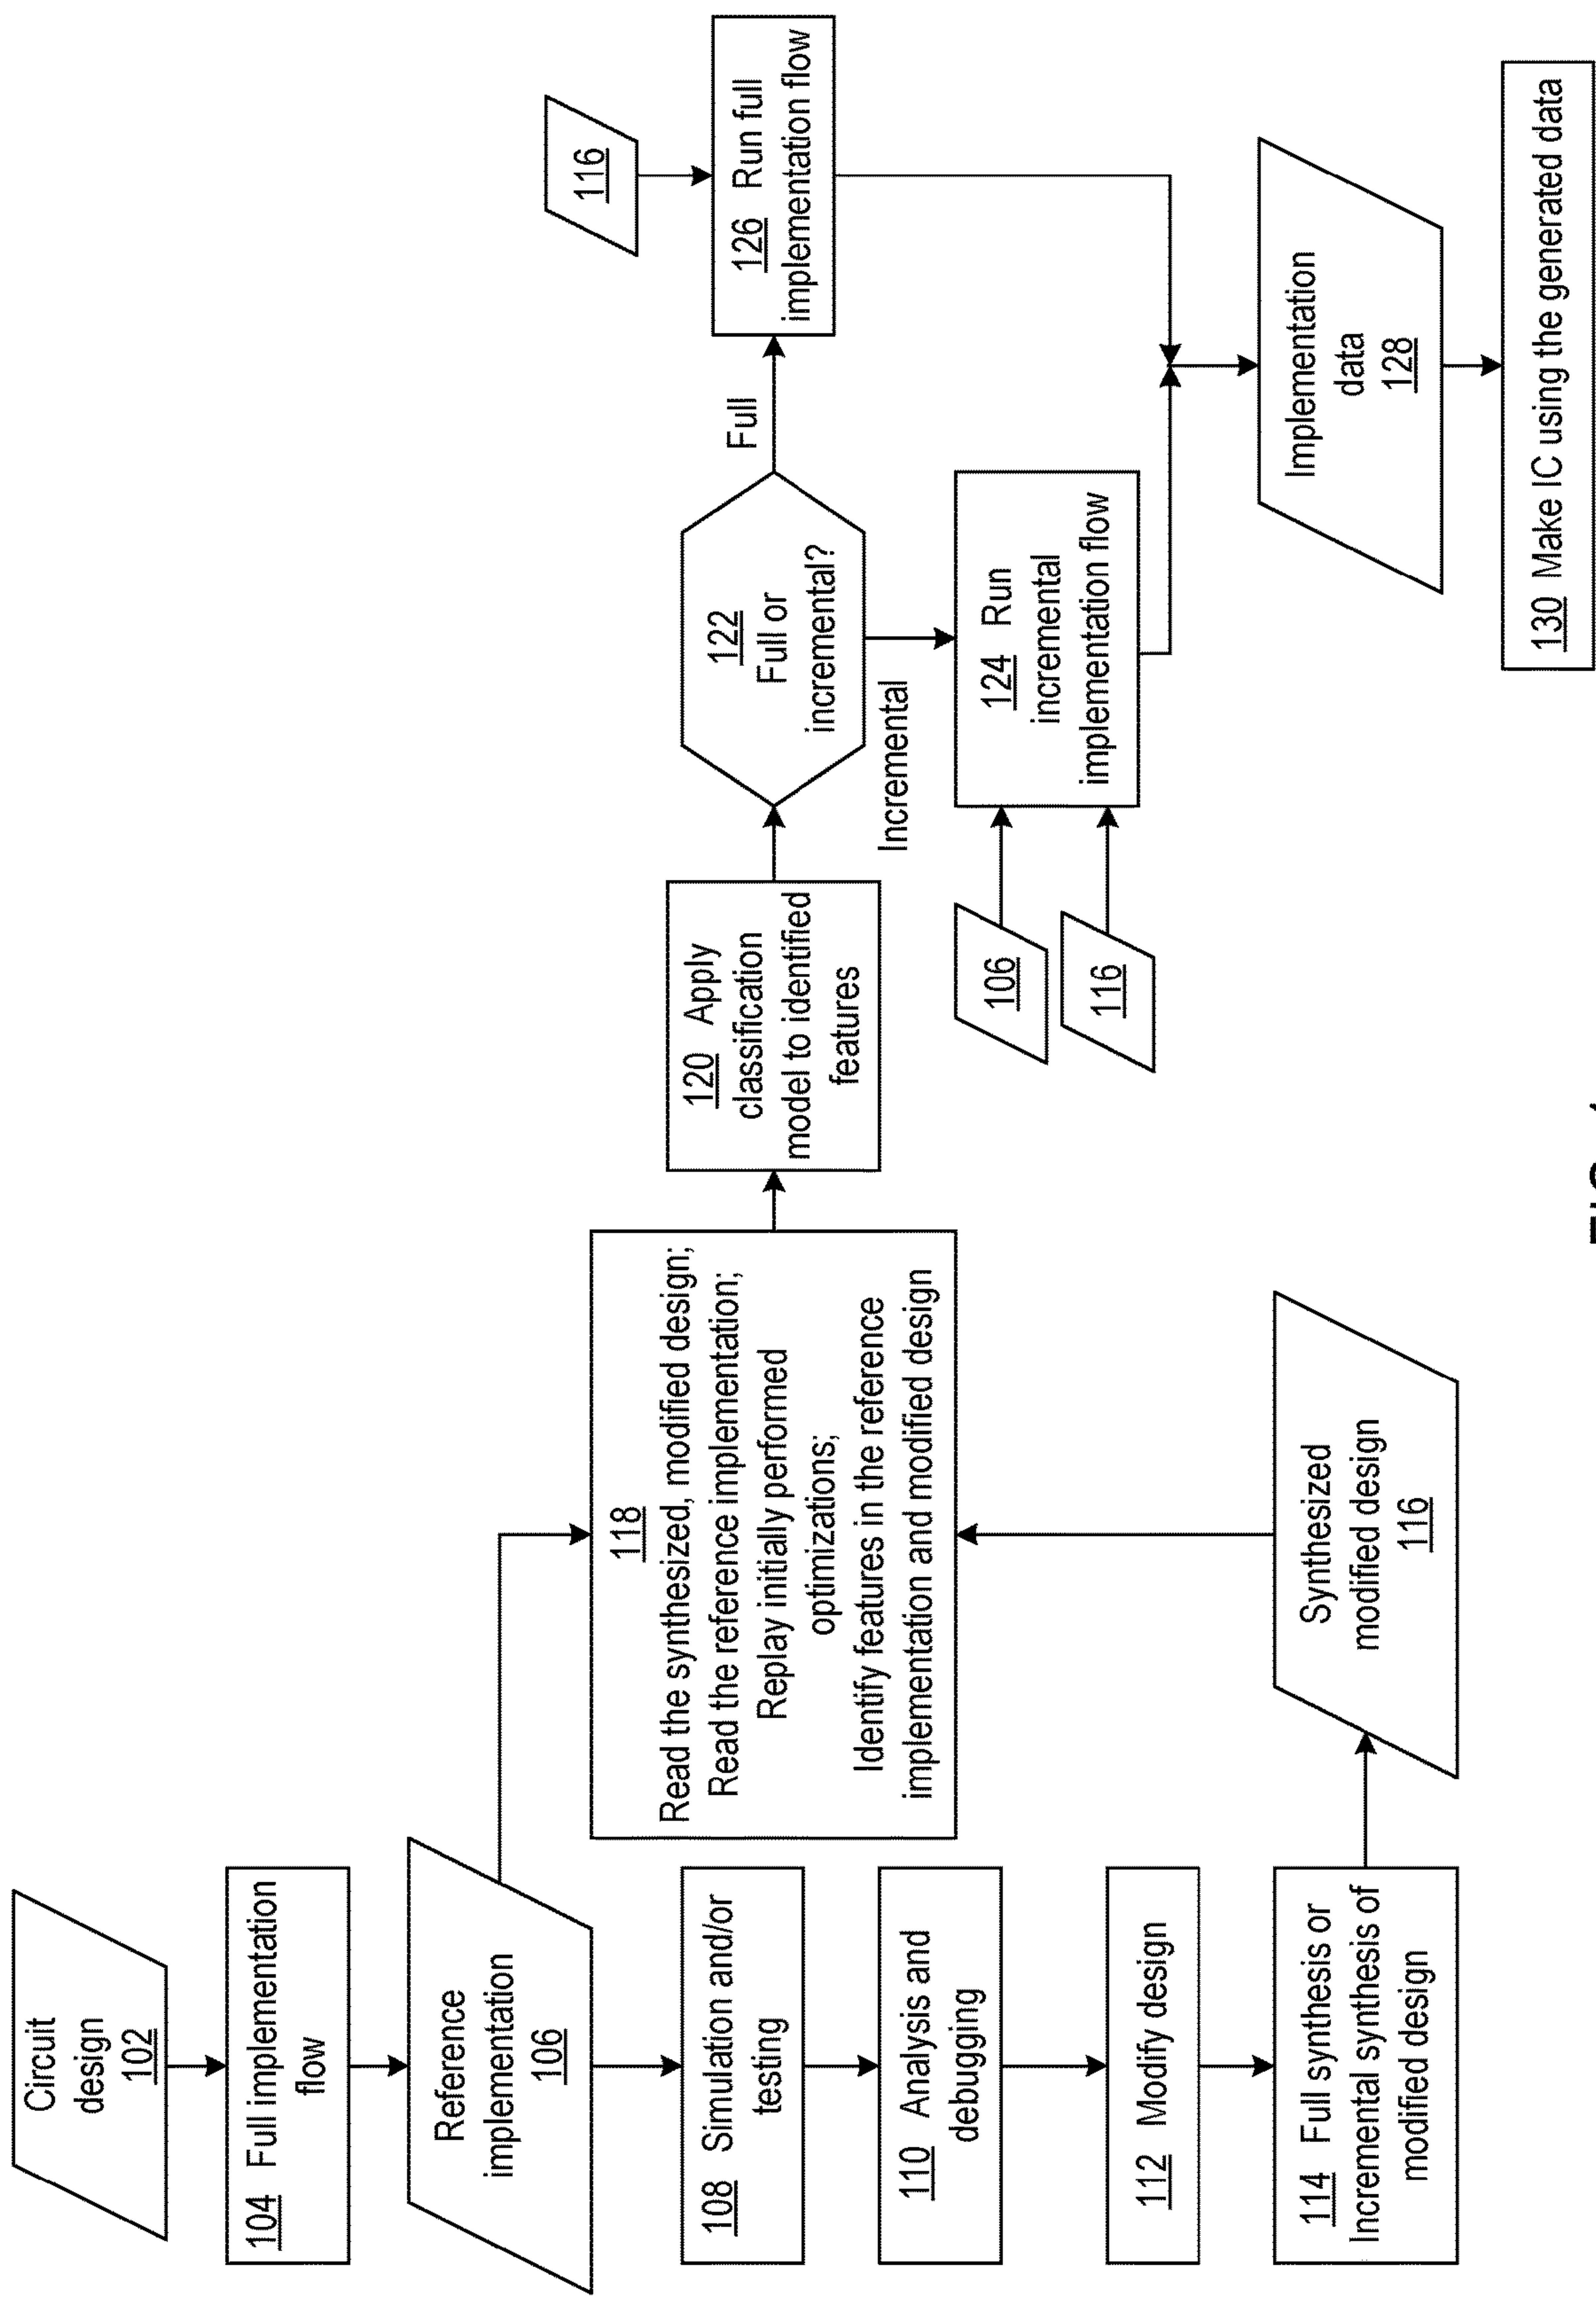 Circuit
design
102
104 Full implementation
flow
Reference
implementation
106
108 Simulation and/or
testing
110 Analysis and
debugging
112 Modify design
114 Full synthesis or
Incremental synthesis of
modified design
Synthesized
modified design
116
118
Read the synthesized, modified design;
Read the reference implementation;
Replay initially performed
optimizations;
Identify features in the reference
implementation and modified design
120 Apply
classification
model to identified
features
122
Full or
incremental?
Full
Incremental
106
116
124 Run
incremental
implementation flow
116
126 Run full
implementation flow
Implementation
data
128
130 Make IC using the generated data